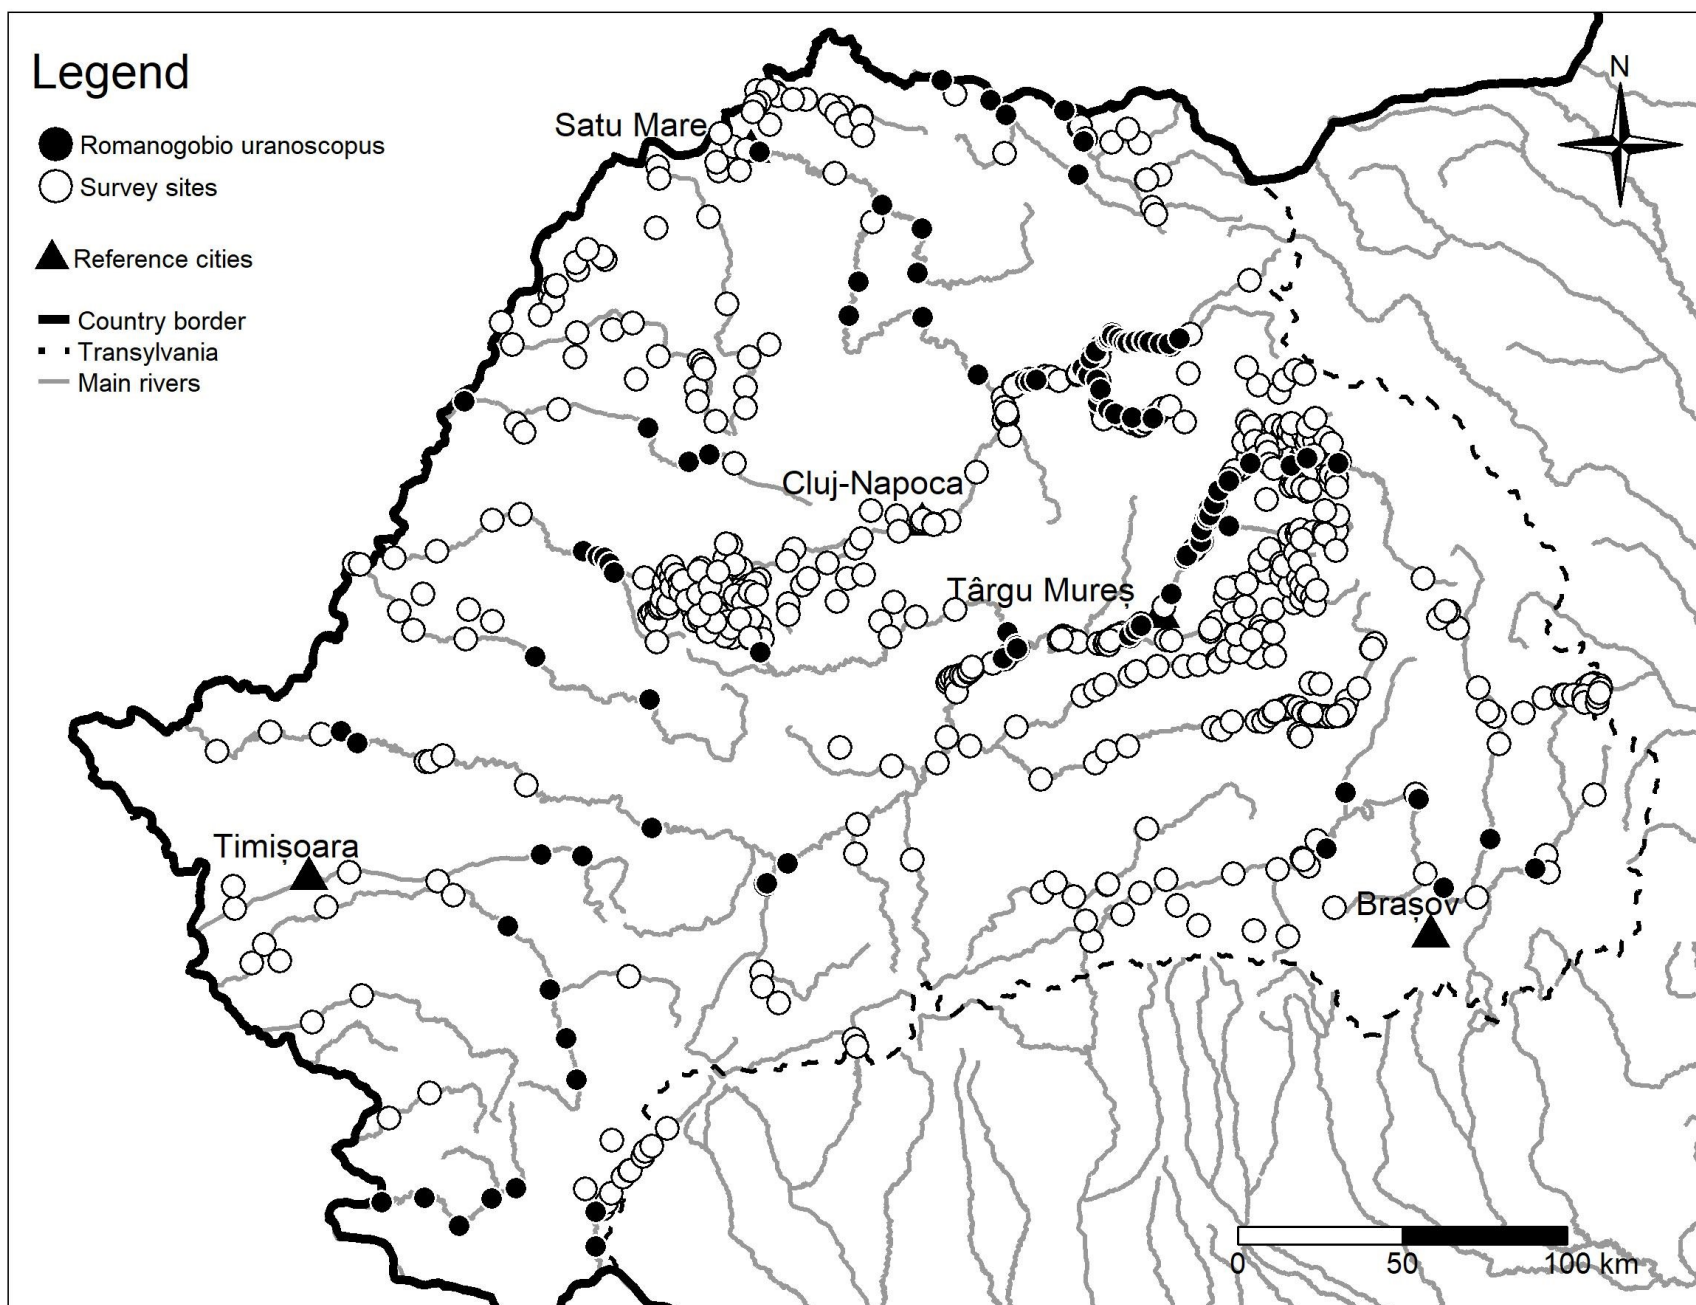 Legend
Romanogobio uranoscopus
Survey sites
Reference cities
Country border
Transylvania
Main rivers
N
Satu Mare
Cluj-Napoca
Târgu Mureș
Timișoara
Brașov
0 50 100 km